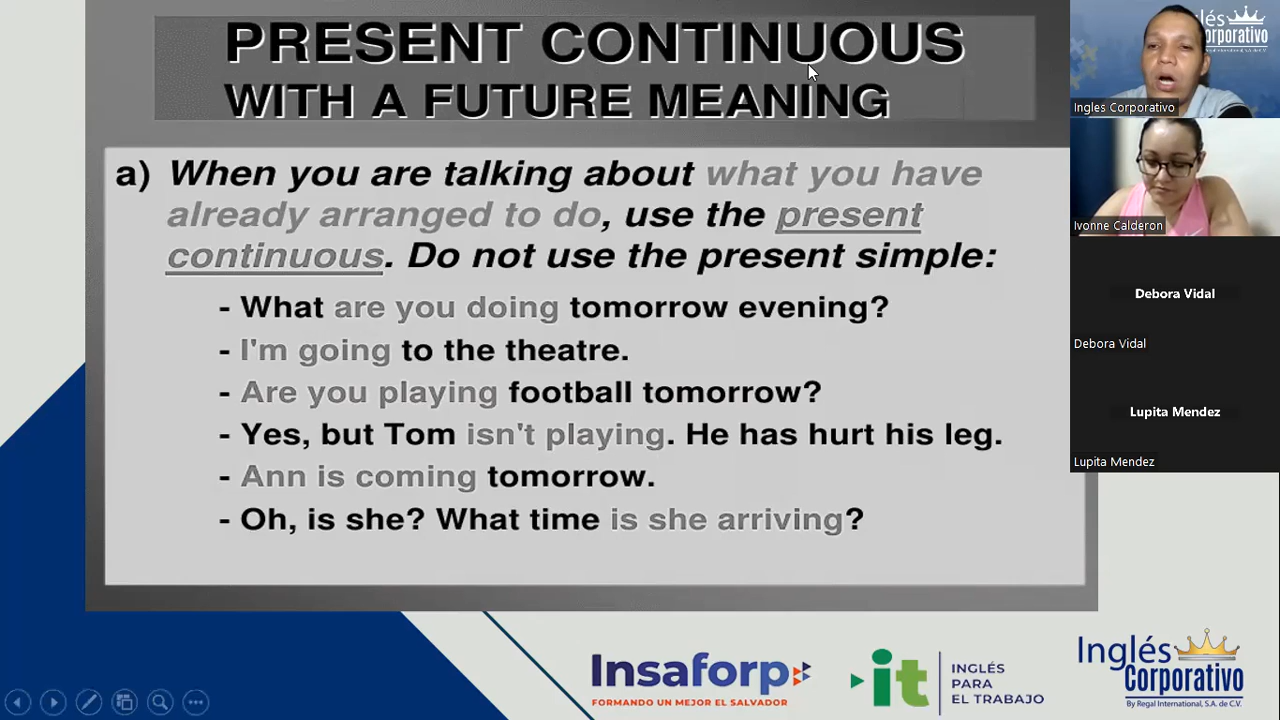 PRESENT CONTINUOUS
WITH A FUTURE MEANING
a) When you are talking about what you have
already arranged to do, use the present
continuous. Do not use the present simple:
- What are you doing tomorrow evening?
- I'm going to the theatre.
- Are you playing football tomorrow?
- Yes, but Tom isn't playing. He has hurt his leg.
- Ann is coming tomorrow.
- Oh, is she? What time is she arriving?
Insaforp
FORMANDO UN MEJOR EL SALVADOR
it
INGLÉS
PARA
EL TRABAJO
Inglés
Corporativo
By Regal International, S.A. de C.V.
Ingles Corporativo
Ivonne Calderon
Debora Vidal
Debora Vidal
Lupita Mendez
Lupita Mendez